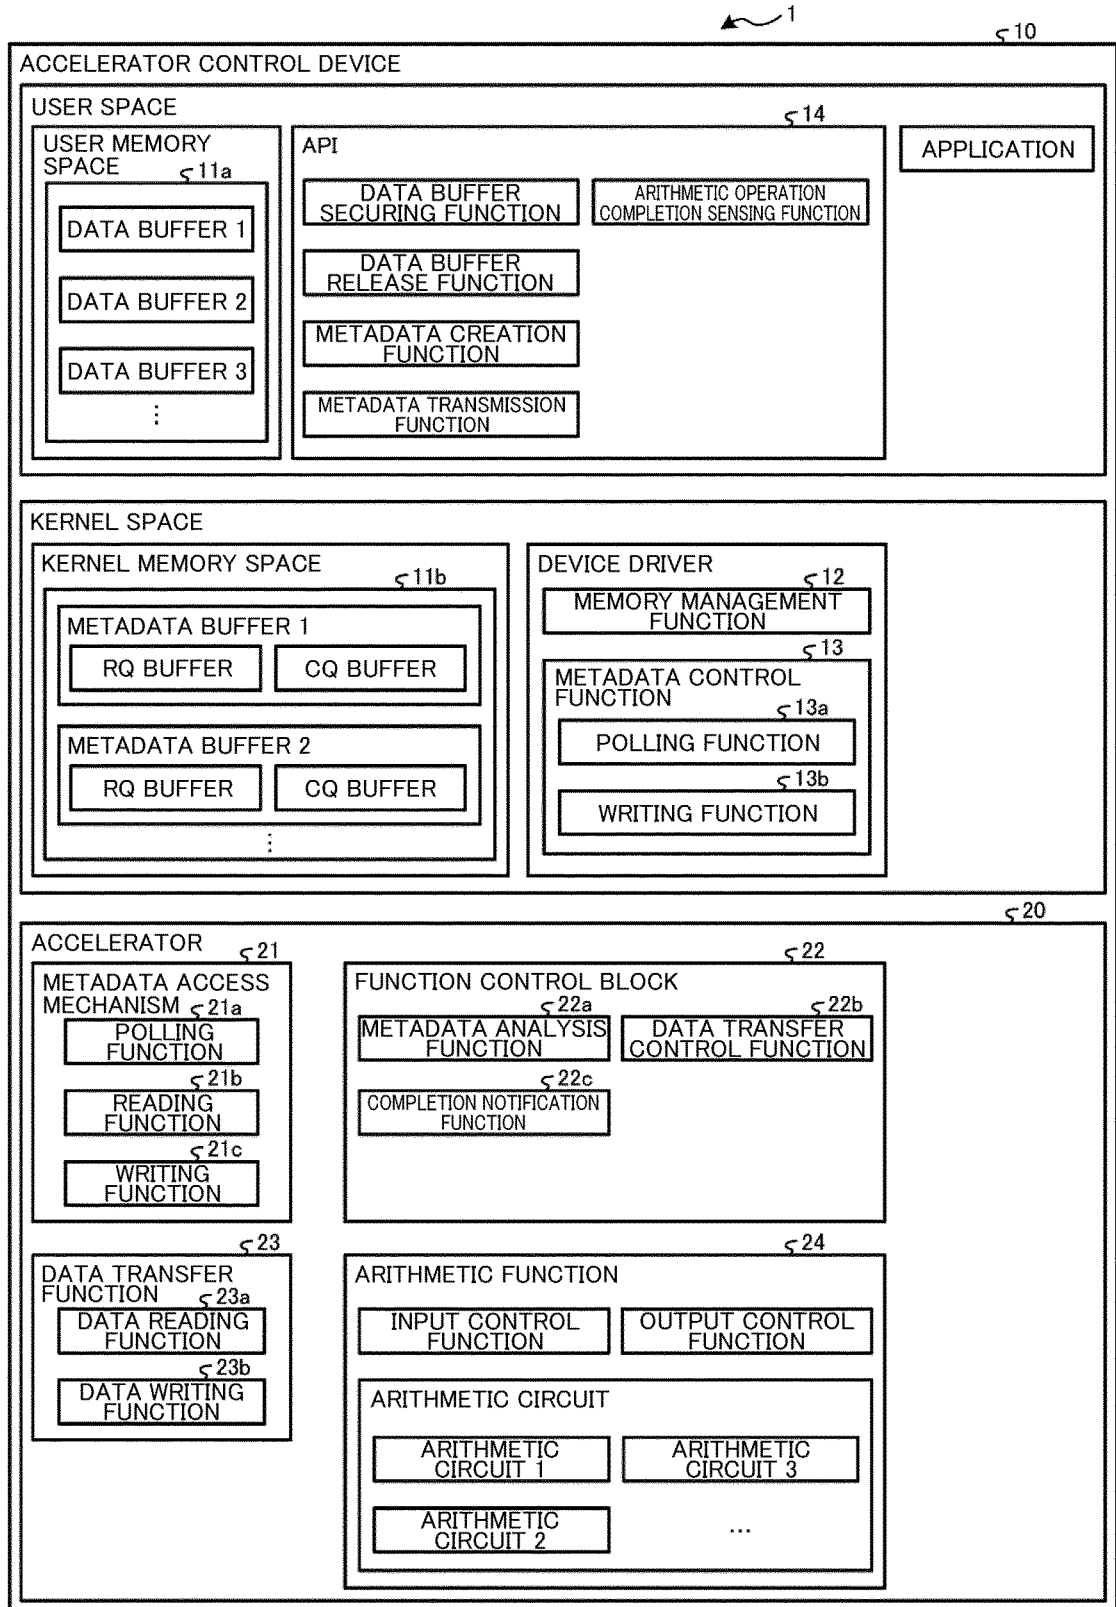 1
10
ACCELERATOR CONTROL DEVICE
USER SPACE
USER MEMORY
SPACE
11a
DATA BUFFER 1
DATA BUFFER 2
DATA BUFFER 3
⋮
14
API
DATA BUFFER
SECURING FUNCTION
ARITHMETIC OPERATION
COMPLETION SENSING FUNCTION
DATA BUFFER
RELEASE FUNCTION
METADATA CREATION
FUNCTION
METADATA TRANSMISSION
FUNCTION
APPLICATION
KERNEL SPACE
KERNEL MEMORY SPACE
11b
METADATA BUFFER 1
RQ BUFFER
CQ BUFFER
METADATA BUFFER 2
RQ BUFFER
CQ BUFFER
⋮
DEVICE DRIVER
12
MEMORY MANAGEMENT
FUNCTION
13
METADATA CONTROL
FUNCTION
13a
POLLING FUNCTION
13b
WRITING FUNCTION
20
ACCELERATOR
21
METADATA ACCESS
MECHANISM
21a
POLLING
FUNCTION
21b
READING
FUNCTION
21c
WRITING
FUNCTION
22
FUNCTION CONTROL BLOCK
22a
METADATA ANALYSIS
FUNCTION
22b
DATA TRANSFER
CONTROL FUNCTION
22c
COMPLETION NOTIFICATION
FUNCTION
23
DATA TRANSFER
FUNCTION
23a
DATA READING
FUNCTION
23b
DATA WRITING
FUNCTION
24
ARITHMETIC FUNCTION
INPUT CONTROL
FUNCTION
OUTPUT CONTROL
FUNCTION
ARITHMETIC CIRCUIT
ARITHMETIC
CIRCUIT 1
ARITHMETIC
CIRCUIT 3
ARITHMETIC
CIRCUIT 2
...